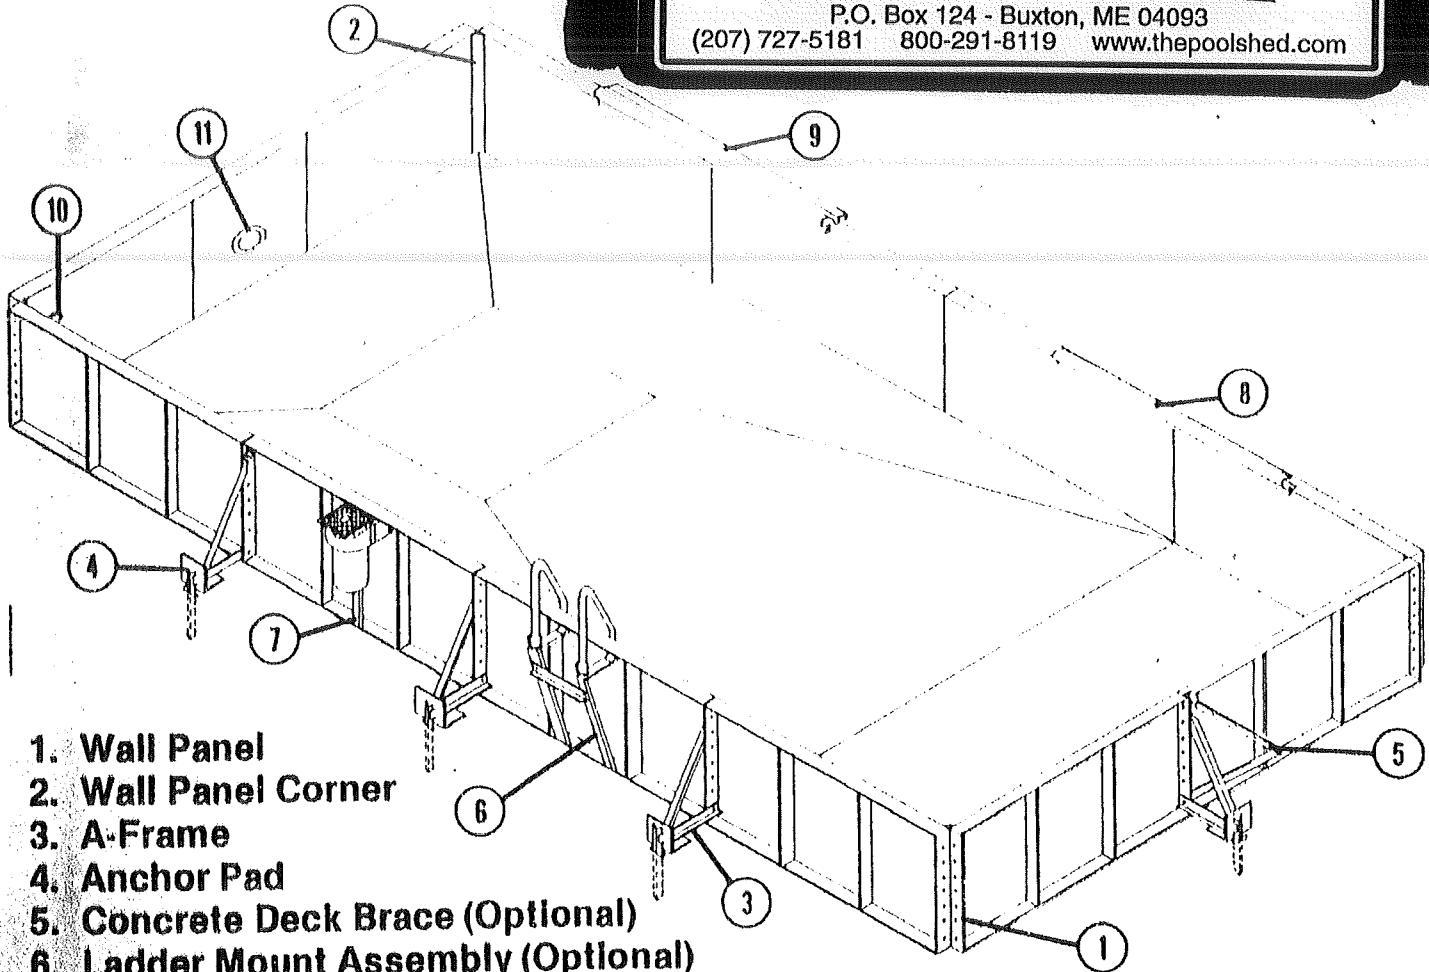 P.O. Box 124 - Buxton, ME 04093
(207) 727-5181 800-291-8119 www.thepoolshed.com
2
11
9
10
8
4
7
5
6
3
1
1. Wall Panel
2. Wall Panel Corner
3. A-Frame
4. Anchor Pad
5. Concrete Deck Brace (Optional)
6. Ladder Mount Assembly (Optional)